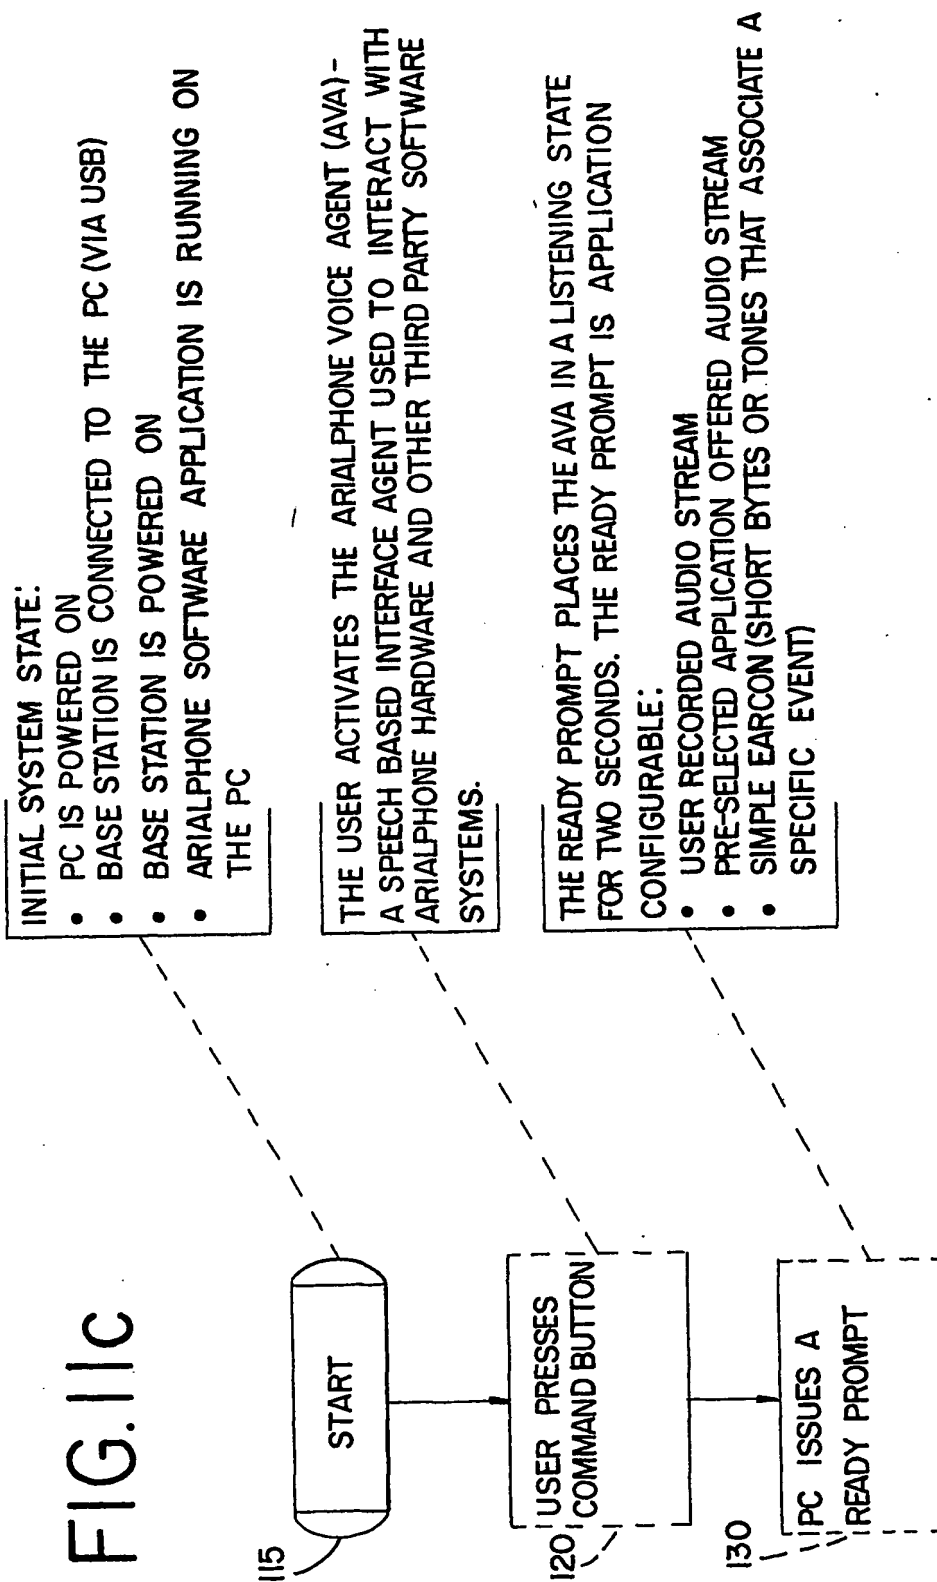 FIG.11c
115
START
INITIAL SYSTEM STATE:
• PC IS POWERED ON
• BASE STATION IS CONNECTED TO THE PC (VIA USB)
• BASE STATION IS POWERED ON
• ARIALPHONE SOFTWARE APPLICATION IS RUNNING ON
THE PC
120
USER PRESSES
COMMAND BUTTON
THE USER ACTIVATES THE ARIALPHONE VOICE AGENT (AVA)-
A SPEECH BASED INTERFACE AGENT USED TO INTERACT WITH
ARIALPHONE HARDWARE AND OTHER THIRD PARTY SOFTWARE
SYSTEMS.
130
PC ISSUES A
READY PROMPT
THE READY PROMPT PLACES THE AVA IN A LISTENING STATE
FOR TWO SECONDS. THE READY PROMPT IS APPLICATION
CONFIGURABLE:
• USER RECORDED AUDIO STREAM
• PRE-SELECTED APPLICATION OFFERED AUDIO STREAM
• SIMPLE EARCON (SHORT BYTES OR TONES THAT ASSOCIATE A
SPECIFIC EVENT)